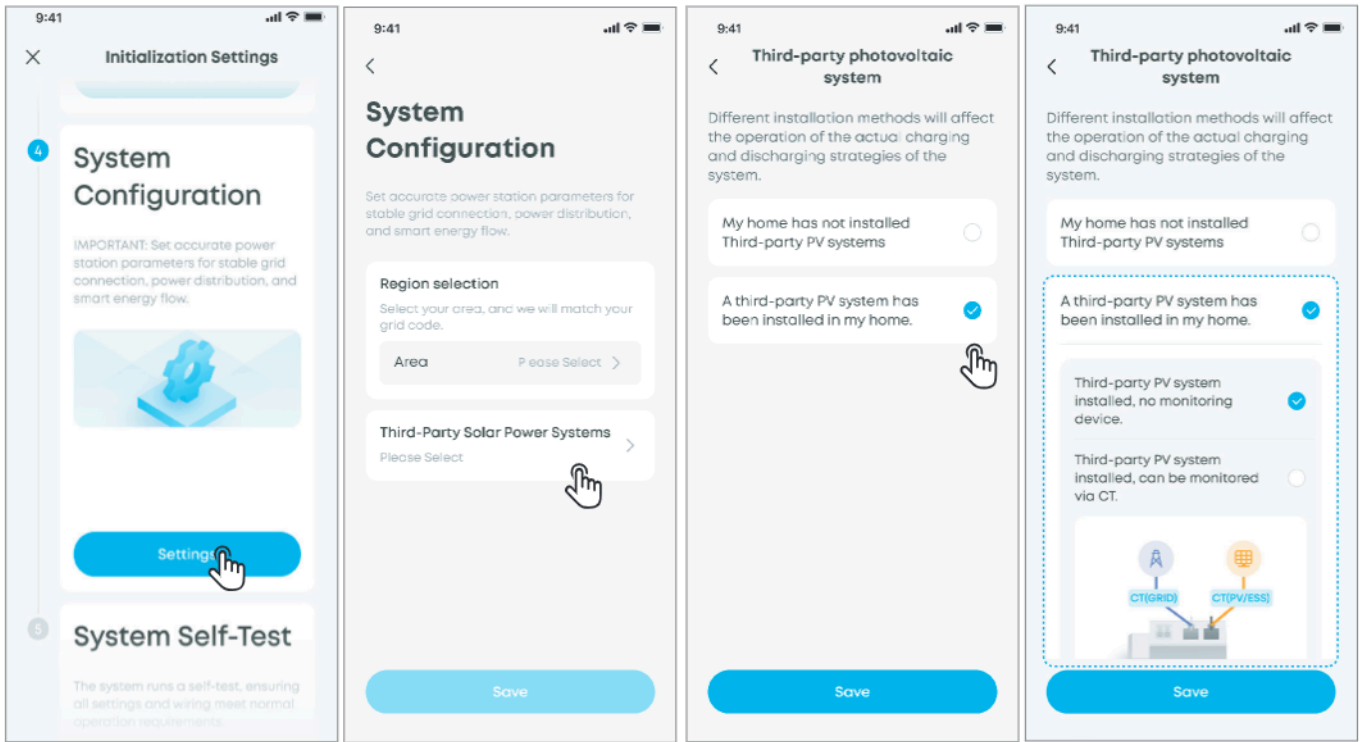 9:41
Initialization Settings
4
System
Configuration
IMPORTANT: Set accurate power
station parameters for stable grid
connection, power distribution, and
smart energy flow.
Settings
5
System Self-Test
The system runs a self-test, ensuring
all settings and wiring meet normal
operation requirements
9:41
System
Configuration
Set accurate power station parameters for
stable grid connection, power distribution,
and smart energy flow.
Region selection
Select your area, and we will match your
grid code.
Area Please Select
Third-Party Solar Power Systems
Please Select
Save
9:41
Third-party photovoltaic
system
Different installation methods will affect
the operation of the actual charging
and discharging strategies of the
system.
My home has not installed
Third-party PV systems
A third-party PV system has
been installed in my home.
Save
9:41
Third-party photovoltaic
system
Different installation methods will affect
the operation of the actual charging
and discharging strategies of the
system.
My home has not installed
Third-party PV systems
A third-party PV system has
been installed in my home.
Third-party PV system
installed, no monitoring
device.
Third-party PV system
installed, can be monitored
via CT.
CT(GRID) CT(PV/ESS)
Save